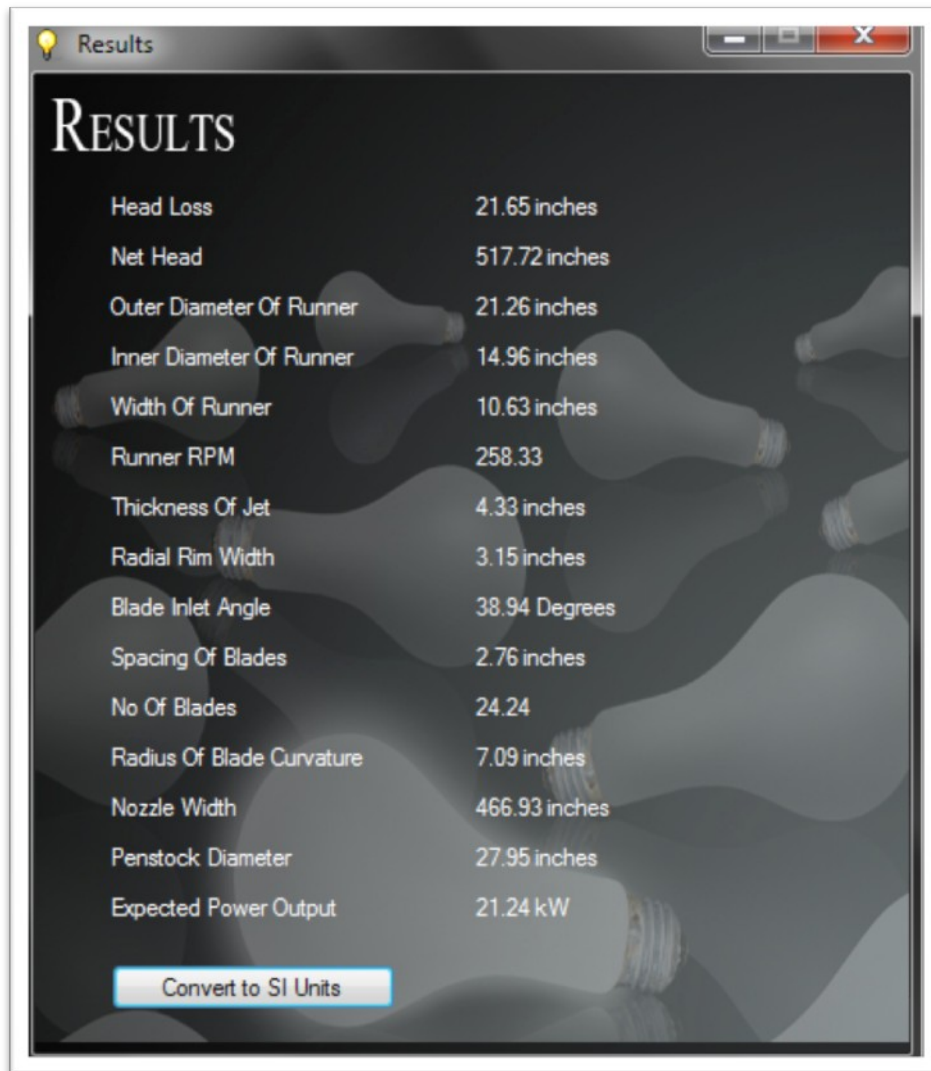 Results
RESULTS
Head Loss 21.65 inches
Net Head 517.72 inches
Outer Diameter Of Runner 21.26 inches
Inner Diameter Of Runner 14.96 inches
Width Of Runner 10.63 inches
Runner RPM 258.33
Thickness Of Jet 4.33 inches
Radial Rim Width 3.15 inches
Blade Inlet Angle 38.94 Degrees
Spacing Of Blades 2.76 inches
No Of Blades 24.24
Radius Of Blade Curvature 7.09 inches
Nozzle Width 466.93 inches
Penstock Diameter 27.95 inches
Expected Power Output 21.24 kW
Convert to SI Units